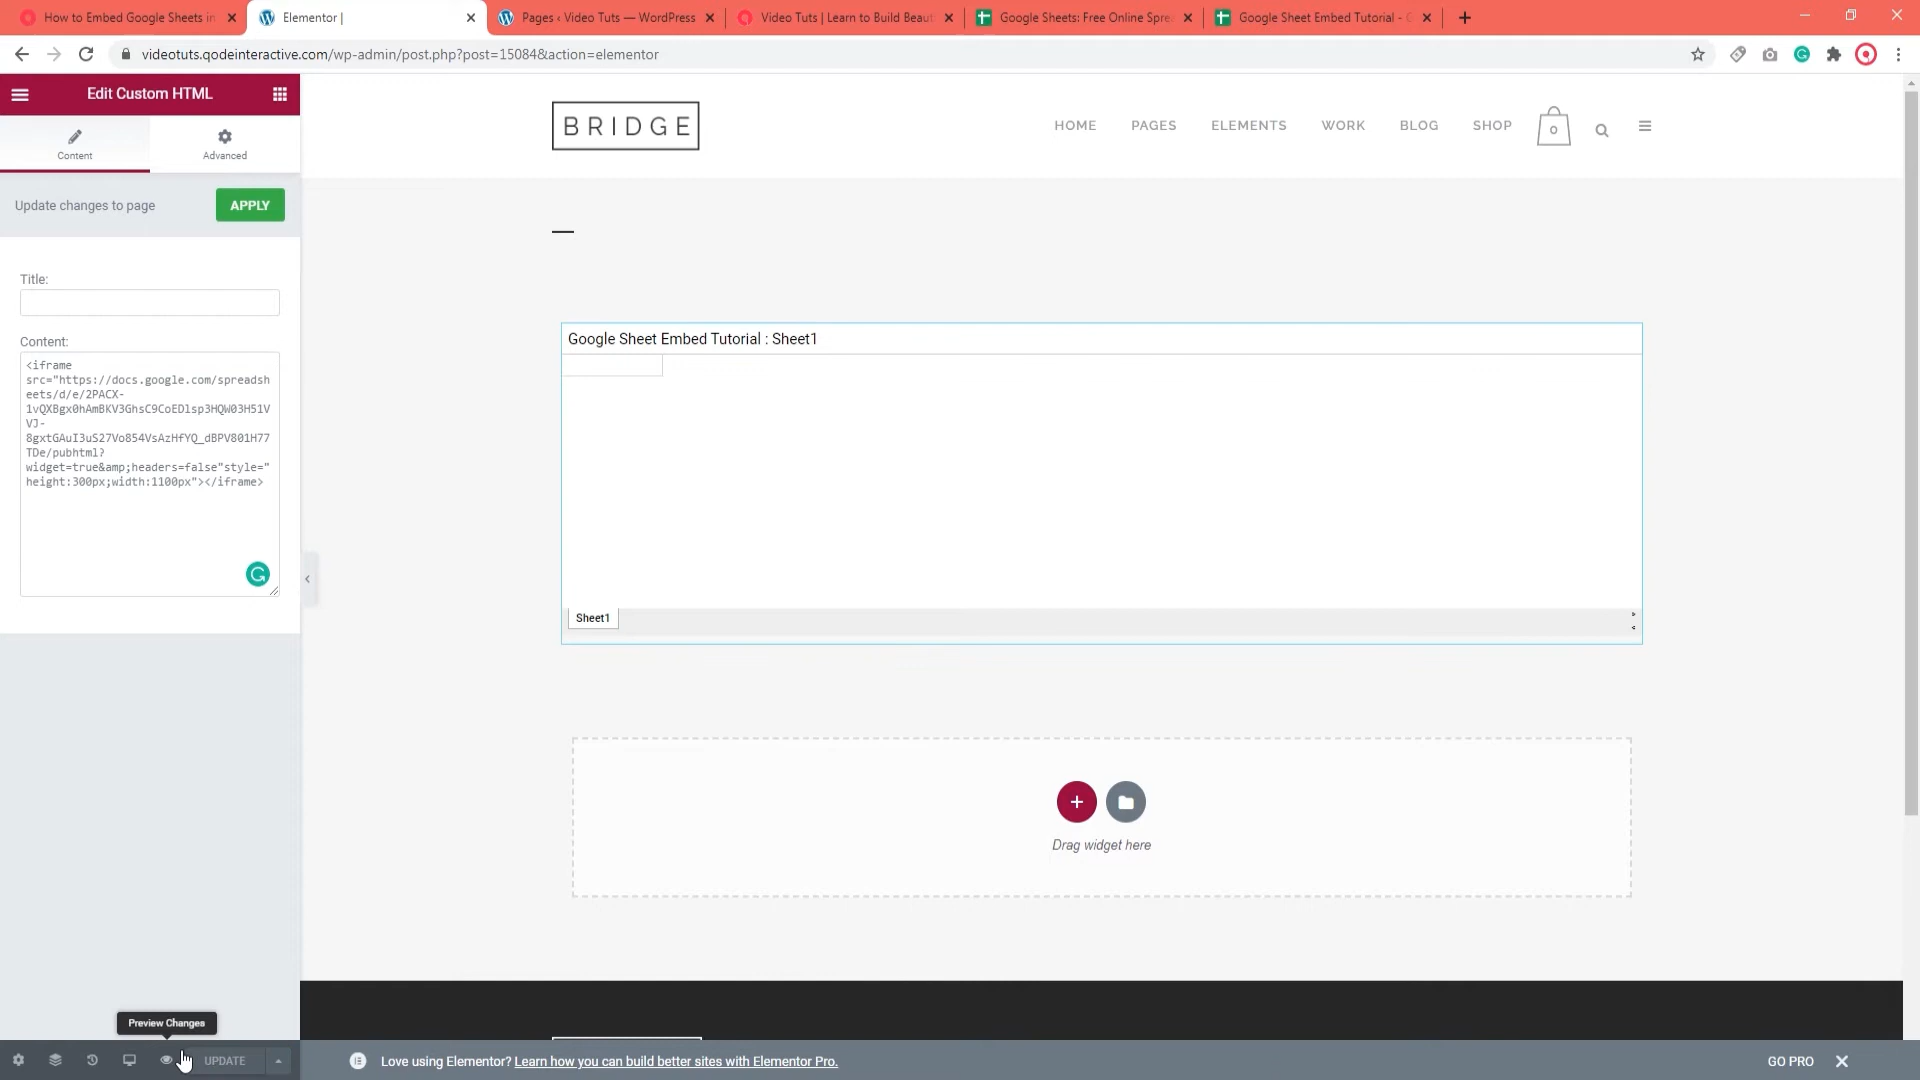 How to Embed Google Sheets in
Elementor |
Pages ‹ Video Tuts — WordPress
Video Tuts | Learn to Build Beaut
Google Sheets: Free Online Spre
Google Sheet Embed Tutorial - G
videotuts.qodeinteractive.com/wp-admin/post.php?post=15084&action=elementor
Edit Custom HTML
Content
Advanced
Update changes to page
APPLY
Title:
Content:
<iframe
src="https://docs.google.com/spreadsh
eets/d/e/2PACX-
1vQXBgx0hAmBKV3GhsC9CoEDlsp3HQW03H51V
VJ-
8gxtGAuI3uS27Vo854VsAzHfYQ_dBPV801H77
TDe/pubhtml?
widget=true&amp;headers=false"style="
height:300px;width:1100px"></iframe>
BRIDGE
HOME
PAGES
ELEMENTS
WORK
BLOG
SHOP
0
Google Sheet Embed Tutorial : Sheet1
Sheet1
Drag widget here
Preview Changes
UPDATE
Love using Elementor? Learn how you can build better sites with Elementor Pro.
GO PRO